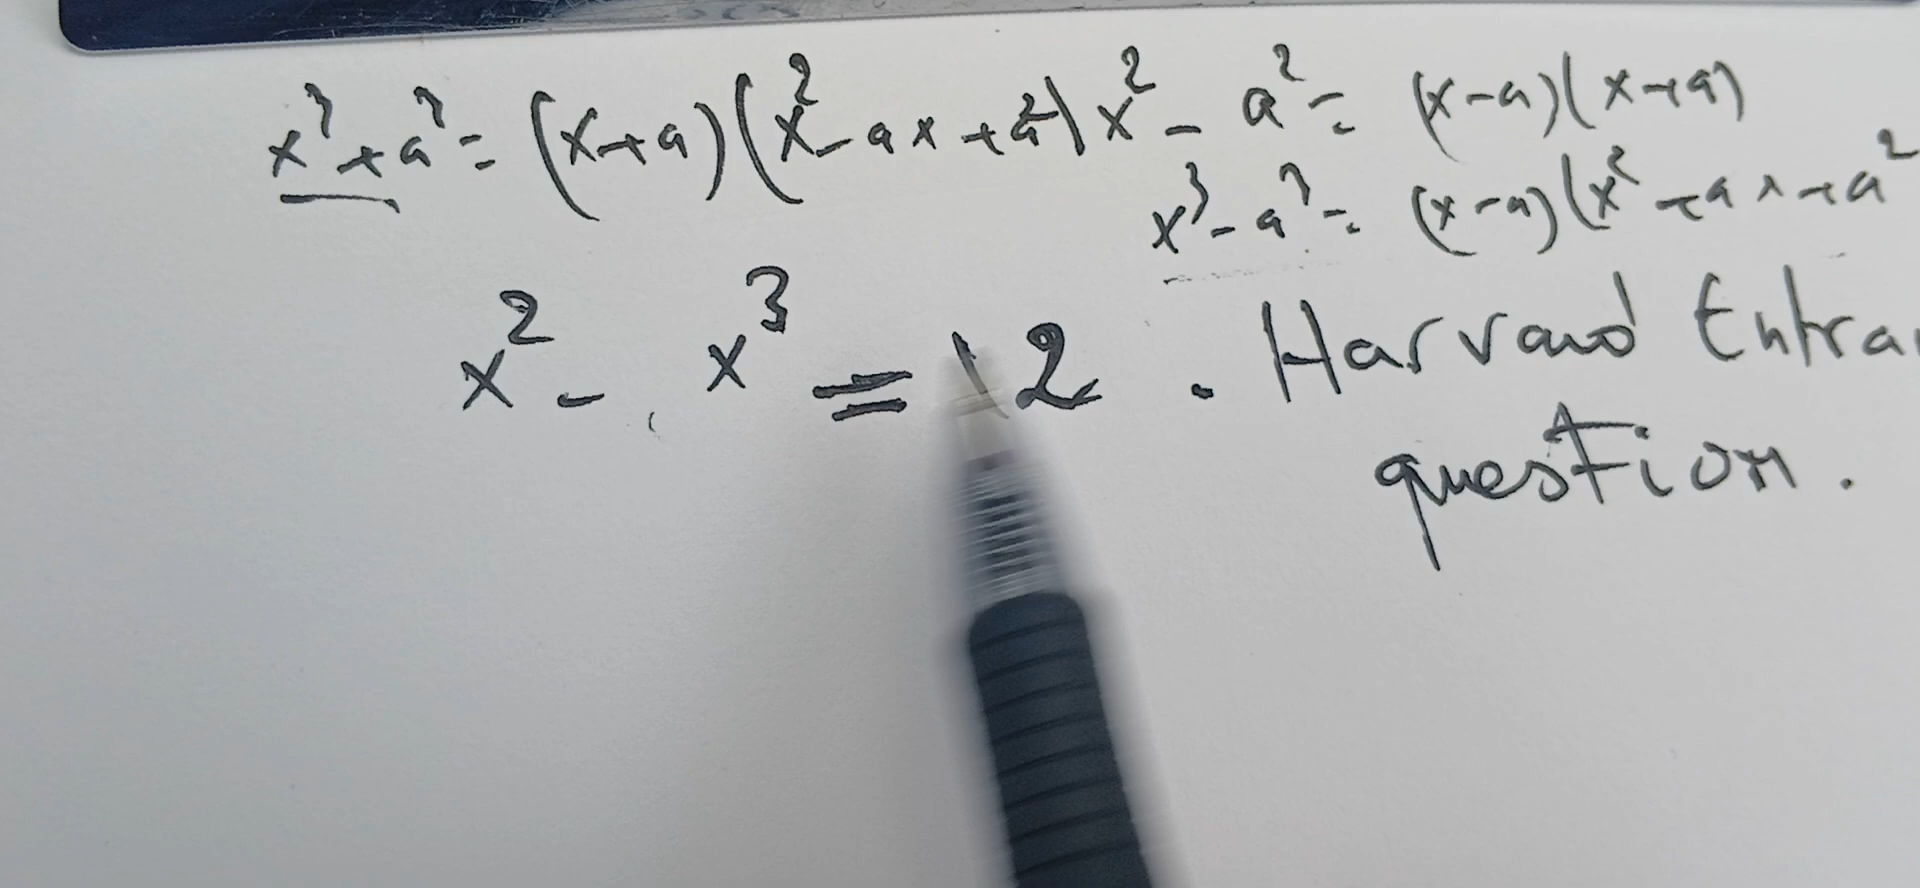 x³+a³=(x+a)(x²-ax+a²) x²-a²=(x-a)(x+a)
x³-a³=(x-a)(x²+ax+a²
x²-x³=12. Harvard Entra
question.